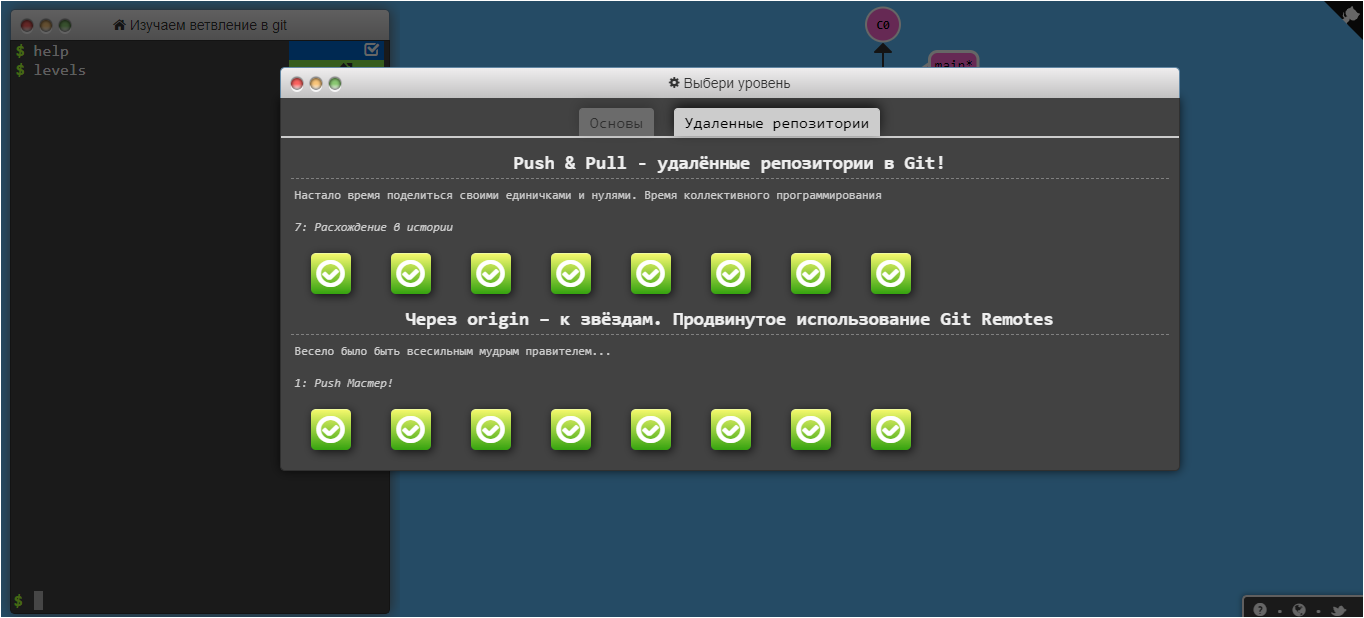 Изучаем ветвление в git
$ help
$ levels
C0
main*
Выбери уровень
Основы
Удаленные репозитории
Push & Pull - удалённые репозитории в Git!
Настало время поделиться своими единичками и нулями. Время коллективного программирования
7: Расхождение в истории
Через origin – к звёздам. Продвинутое использование Git Remotes
Весело было быть всесильным мудрым правителем...
1: Push Мастер!
$